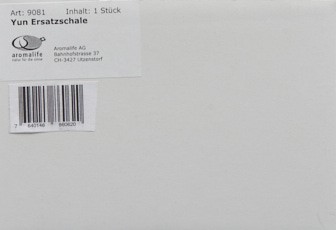 Art: 9081 Inhalt: 1 Stück
Yun Ersatzschale
aromalife
Aromalife AG
Bahnhofstrasse 37
CH-3427 Utzenstorf